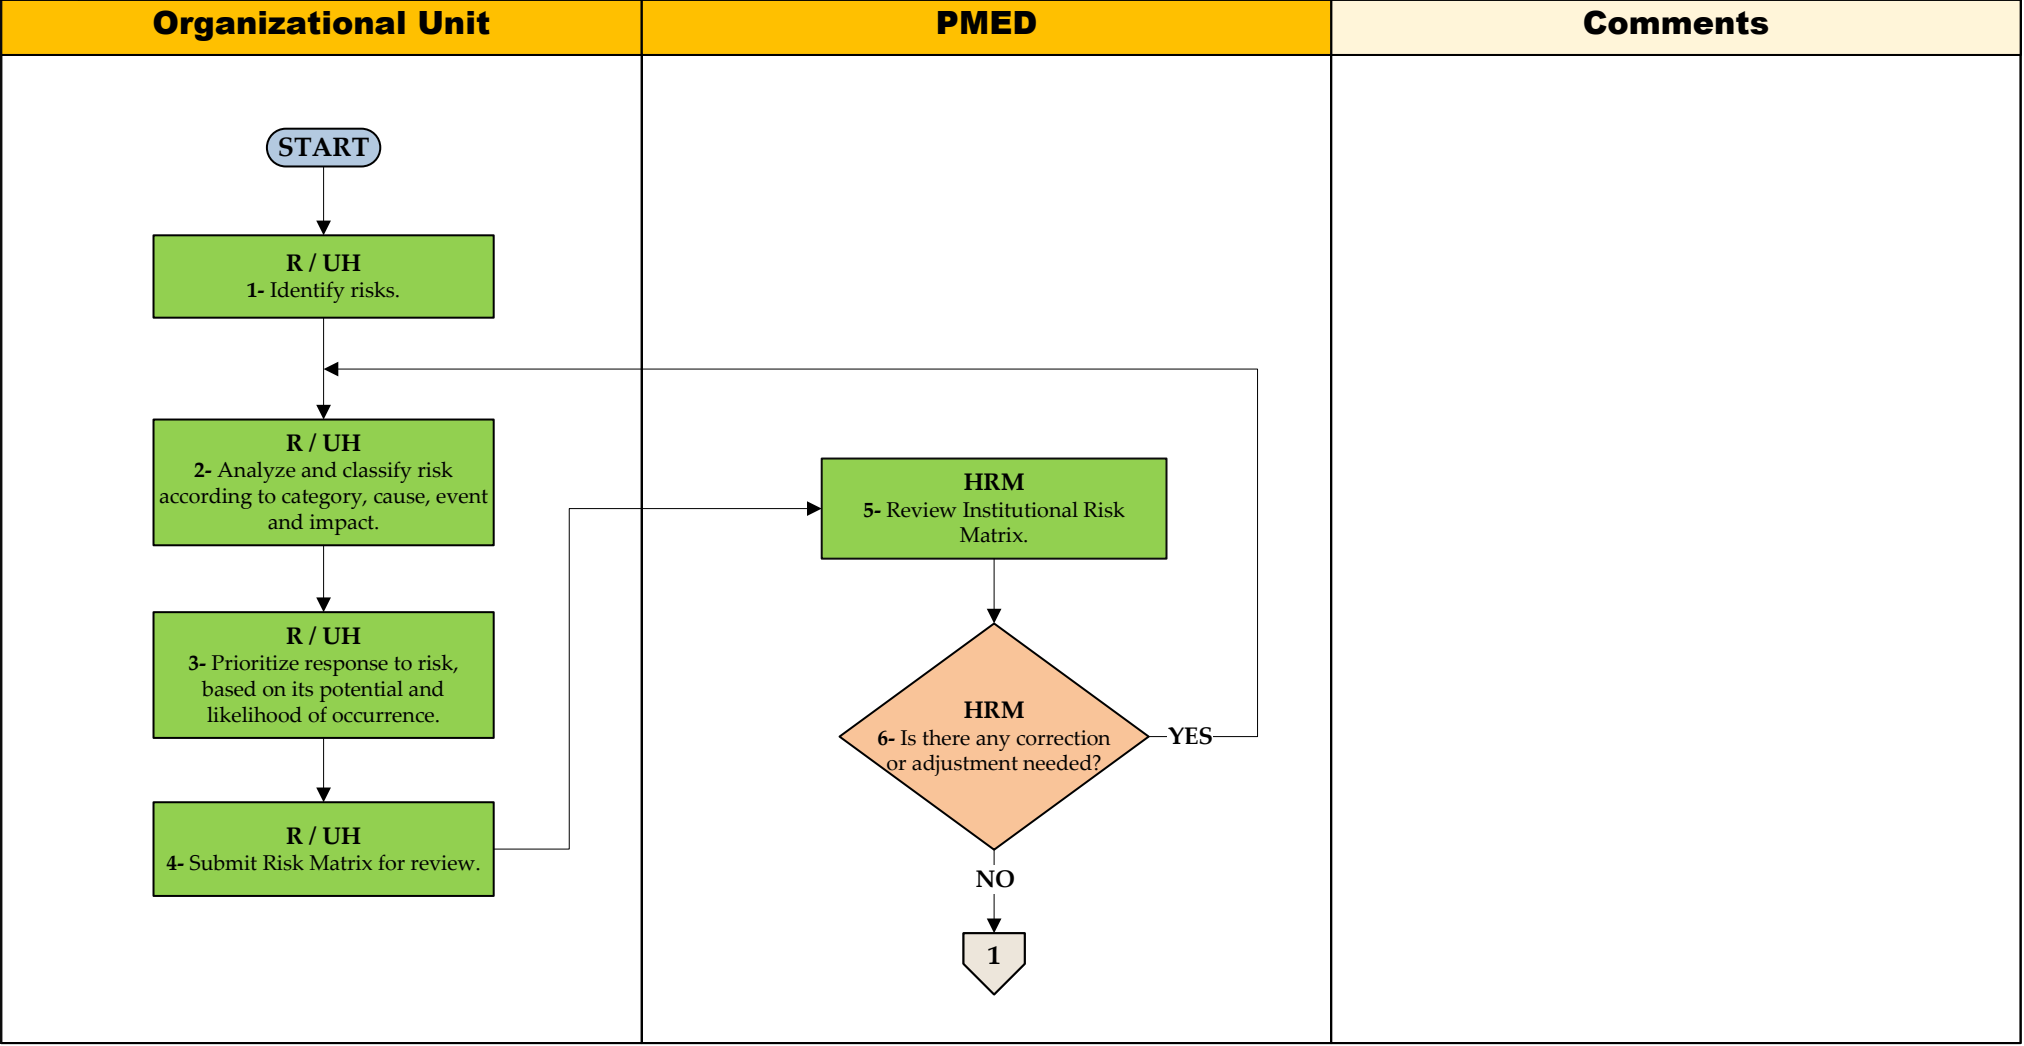 Organizational Unit
PMED
Comments
START
R / UH
1- Identify risks.
R / UH
2- Analyze and classify risk
according to category, cause, event
and impact.
R / UH
3- Prioritize response to risk,
based on its potential and
likelihood of occurrence.
R / UH
4- Submit Risk Matrix for review.
HRM
5- Review Institutional Risk
Matrix.
HRM
6- Is there any correction
or adjustment needed?
YES
NO
1